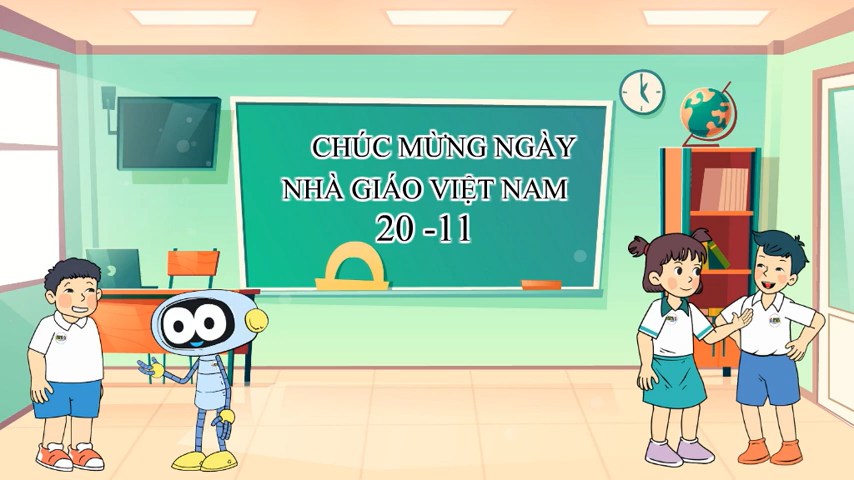 CHÚC MỪNG NGÀY
NHÀ GIÁO VIỆT NAM
20 -11